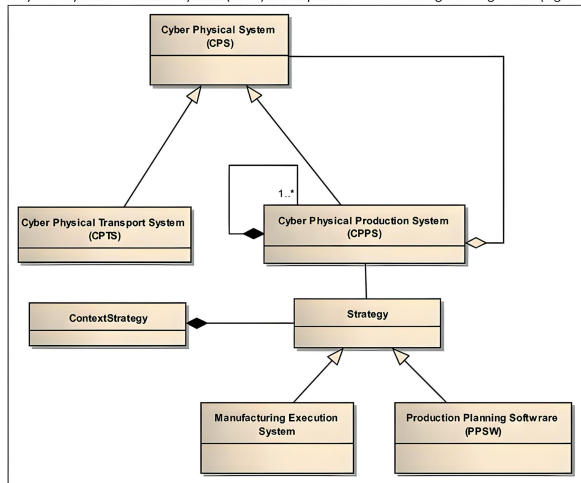 Cyber Physical System
(CPS)
1..*
Cyber Physical Transport System
(CPTS)
Cyber Physical Production System
(CPPS)
ContextStrategy
Strategy
Manufacturing Execution
System
Production Planning Softwrare
(PPSW)